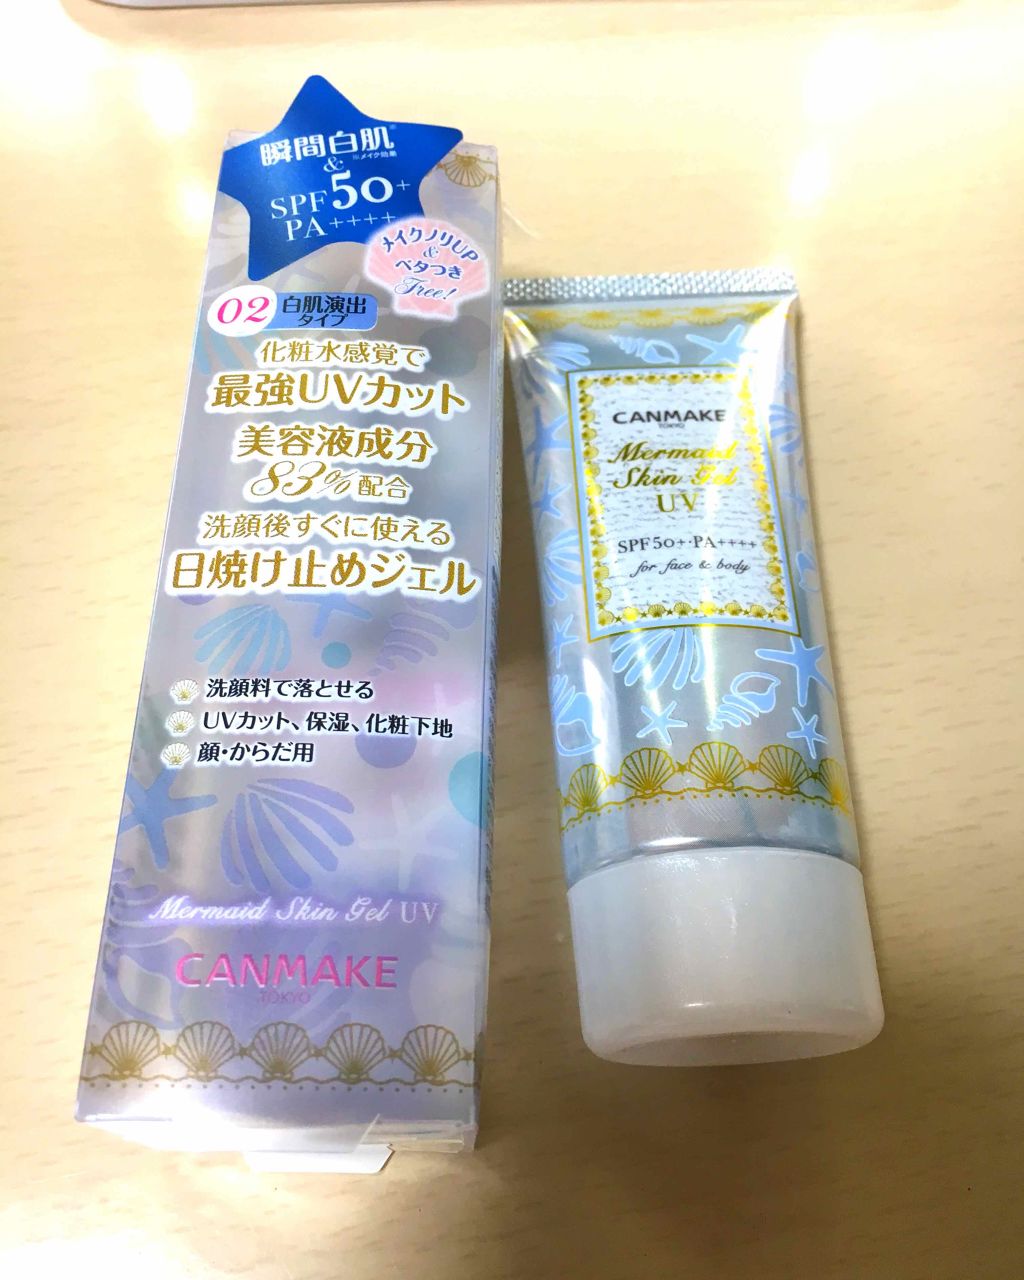 瞬間白肌※
※メイク効果
&
SPF50+
PA++++
メイクノリUP
&
ベタつき
Free!
02 白肌演出
タイプ
化粧水感覚で
最強UVカット
美容液成分
83%配合
洗顔後すぐに使える
日焼け止めジェル
洗顔料で落とせる
UVカット、保湿、化粧下地
顔・からだ用
Mermaid Skin Gel UV
CANMAKE
TOKYO
CANMAKE
TOKYO
Mermaid
Skin Gel
UV
SPF50+・PA++++
for face & body